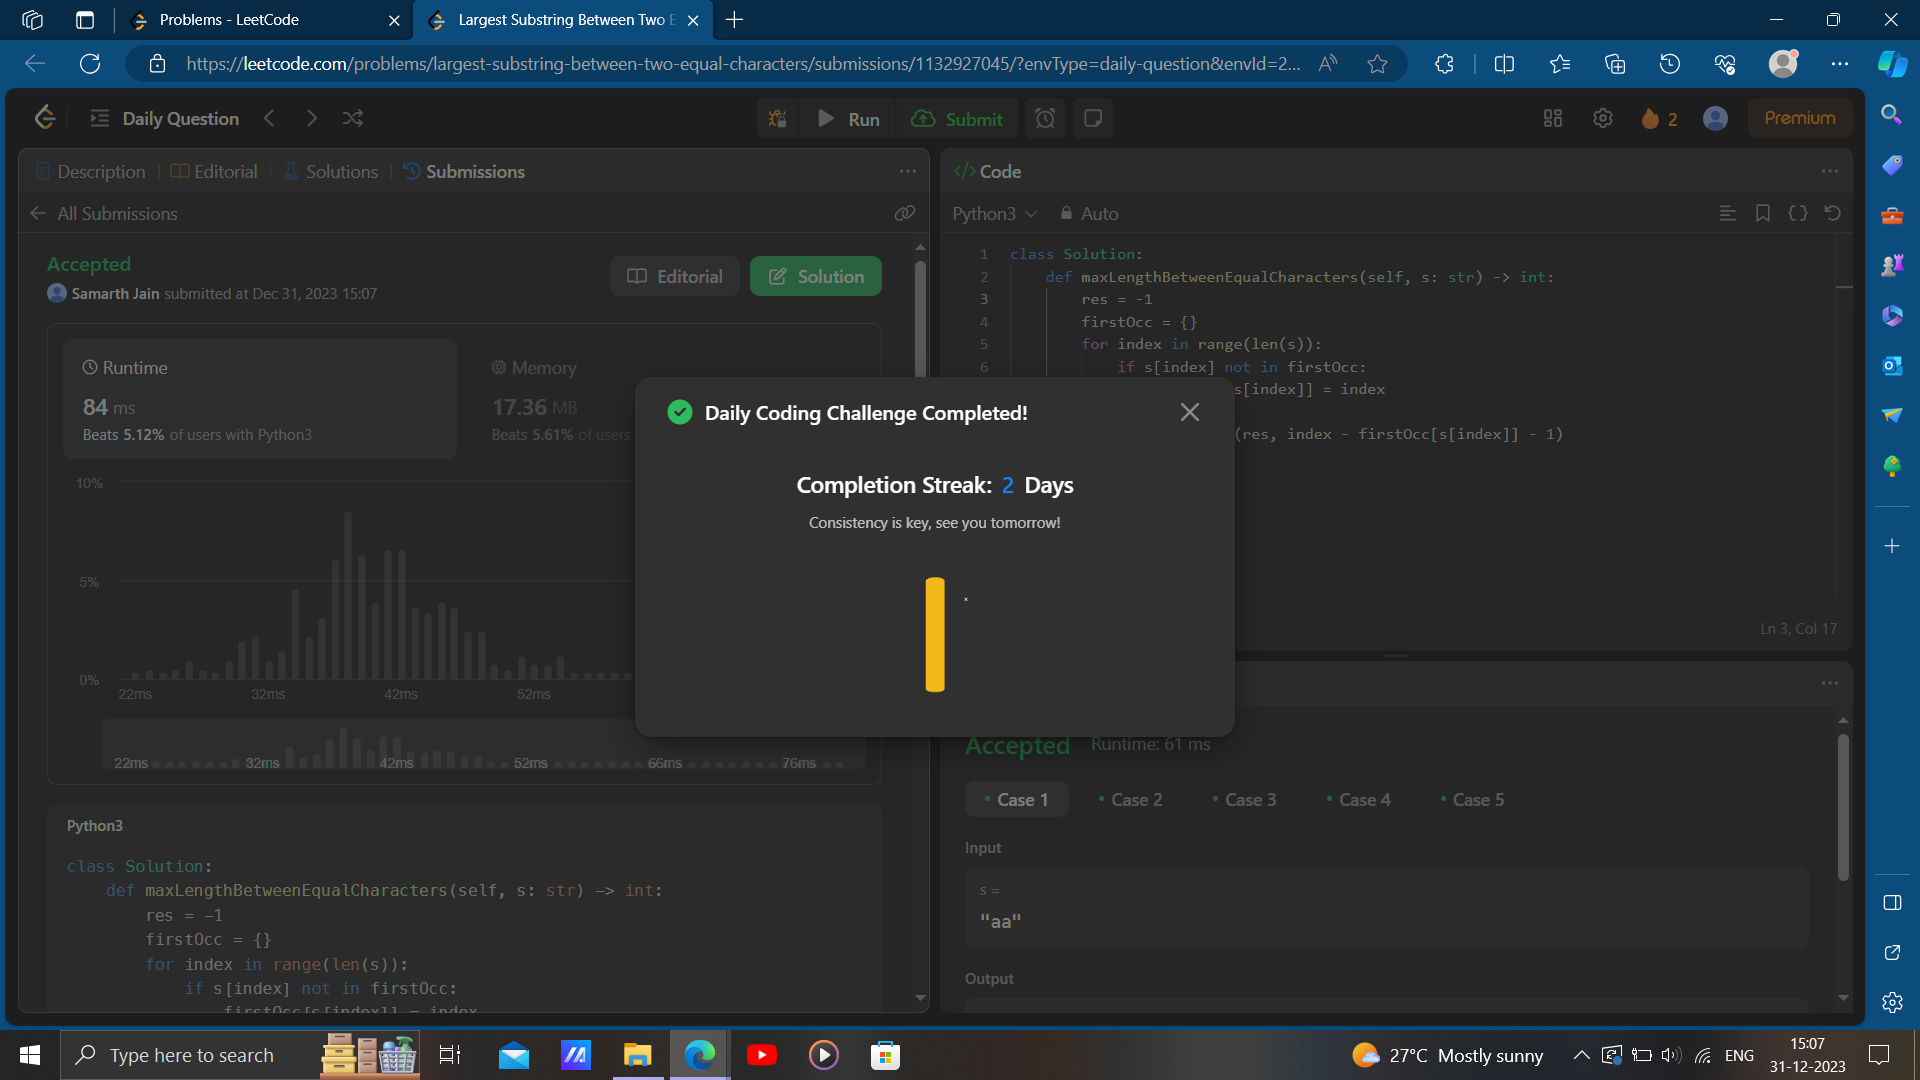 Problems - LeetCode
Largest Substring Between Two E
https://leetcode.com/problems/largest-substring-between-two-equal-characters/submissions/1132927045/?envType=daily-question&envId=2...
Daily Question
Run
Submit
2
Premium
Description
Editorial
Solutions
Submissions
</> Code
All Submissions
Python3
Auto
Accepted
Samarth Jain submitted at Dec 31, 2023 15:07
Editorial
Solution
Runtime
84 ms
Beats 5.12% of users with Python3
Memory
17.36 MB
Beats 5.61% of users
10%
5%
0%
22ms
32ms
42ms
52ms
22ms
32ms
42ms
52ms
66ms
76ms
Python3
class Solution:
def maxLengthBetweenEqualCharacters(self, s: str) -> int:
res = -1
firstOcc = {}
for index in range(len(s)):
if s[index] not in firstOcc:
firstOcc[s[index]] = index
1 class Solution:
2 def maxLengthBetweenEqualCharacters(self, s: str) -> int:
3 res = -1
4 firstOcc = {}
5 for index in range(len(s)):
6 if s[index] not in firstOcc:
s[index]] = index
(res, index - firstOcc[s[index]] - 1)
Ln 3, Col 17
Daily Coding Challenge Completed!
Completion Streak: 2 Days
Consistency is key, see you tomorrow!
Accepted
Runtime: 61 ms
Case 1
Case 2
Case 3
Case 4
Case 5
Input
s =
"aa"
Output
Type here to search
27°C Mostly sunny
ENG
15:07
31-12-2023